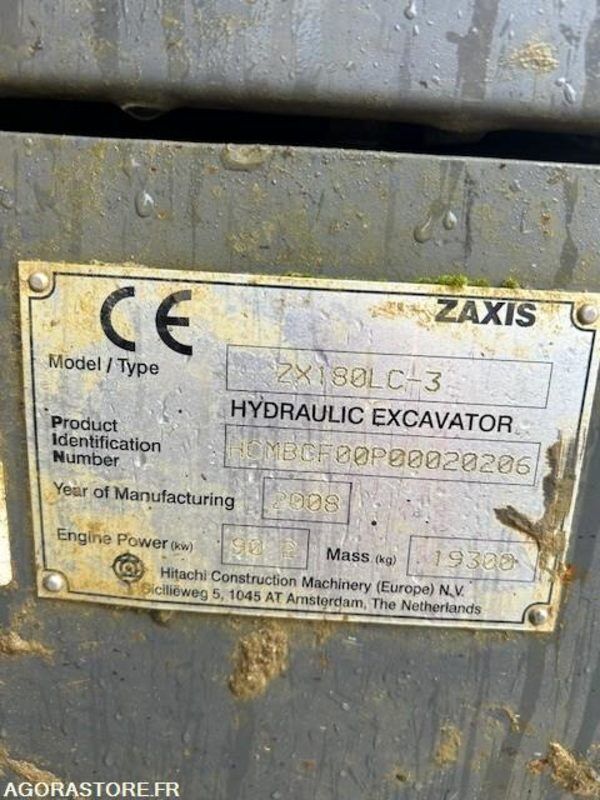 CE ZAXIS
Model / Type ZX180LC-3
HYDRAULIC EXCAVATOR
Product
Identification
Number HCMBCF00P00020206
Year of Manufacturing 2008
Engine Power (kw) 90.2 Mass (kg) 19300
Hitachi Construction Machinery (Europe) N.V.
Siciliëweg 5, 1045 AT Amsterdam, The Netherlands
AGORASTORE.FR